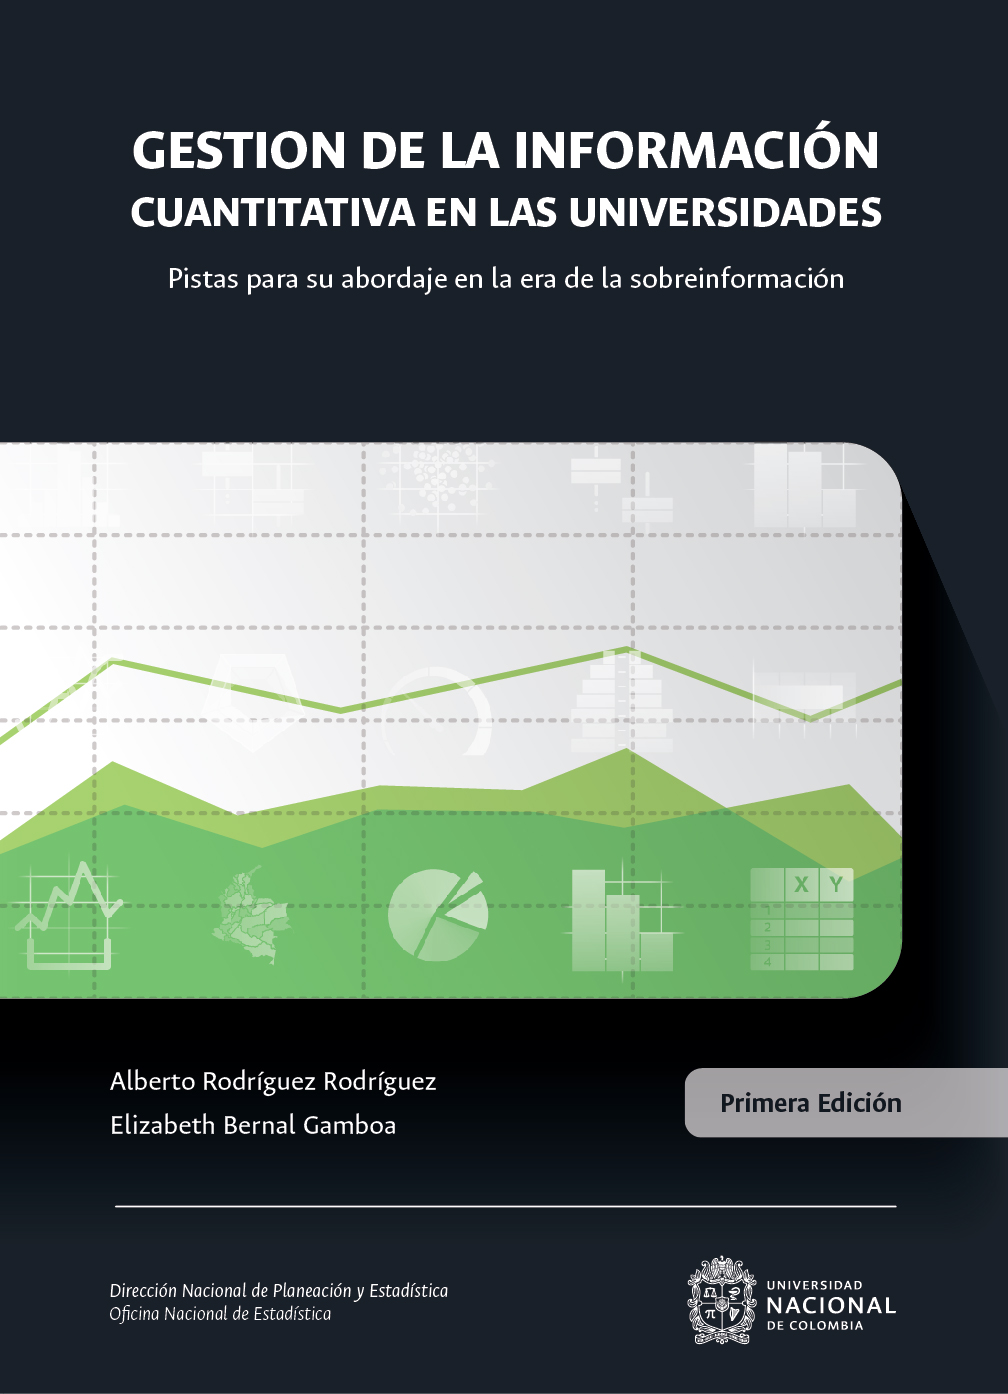 GESTION DE LA INFORMACIÓN
CUANTITATIVA EN LAS UNIVERSIDADES
Pistas para su abordaje en la era de la sobreinformación
X Y
1
2
3
4
Alberto Rodríguez Rodríguez
Elizabeth Bernal Gamboa
Primera Edición
Dirección Nacional de Planeación y Estadística
Oficina Nacional de Estadística
UNIVERSIDAD
NACIONAL
DE COLOMBIA